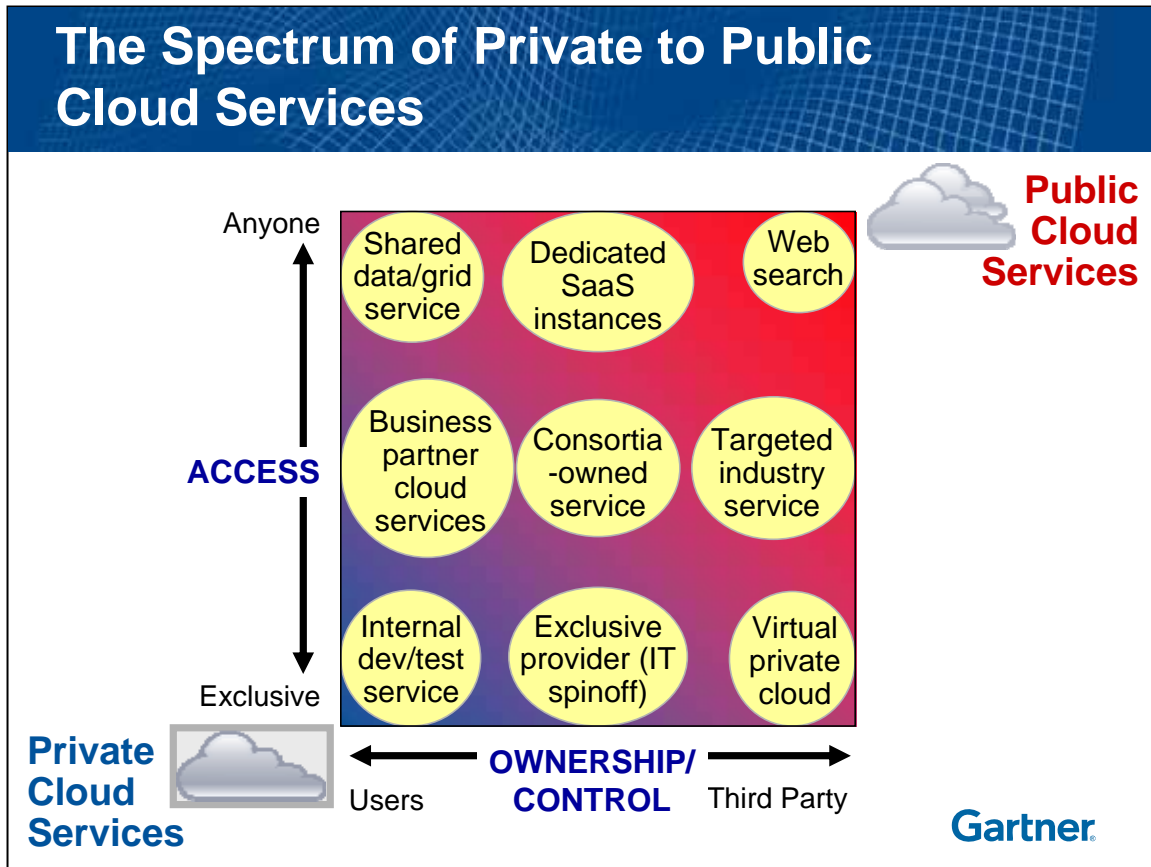 The Spectrum of Private to Public
Cloud Services
Public
Cloud
Services
Anyone
ACCESS
Exclusive
Shared
data/grid
service
Dedicated
SaaS
instances
Web
search
Business
partner
cloud
services
Consortia
-owned
service
Targeted
industry
service
Internal
dev/test
service
Exclusive
provider (IT
spinoff)
Virtual
private
cloud
Private
Cloud
Services
Users
OWNERSHIP/
CONTROL
Third Party
Gartner®